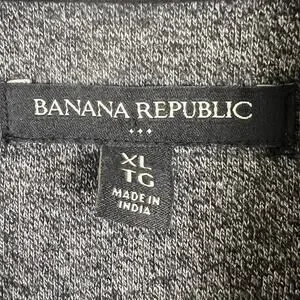 BANANA REPUBLIC
XL
TG
MADE IN
INDIA